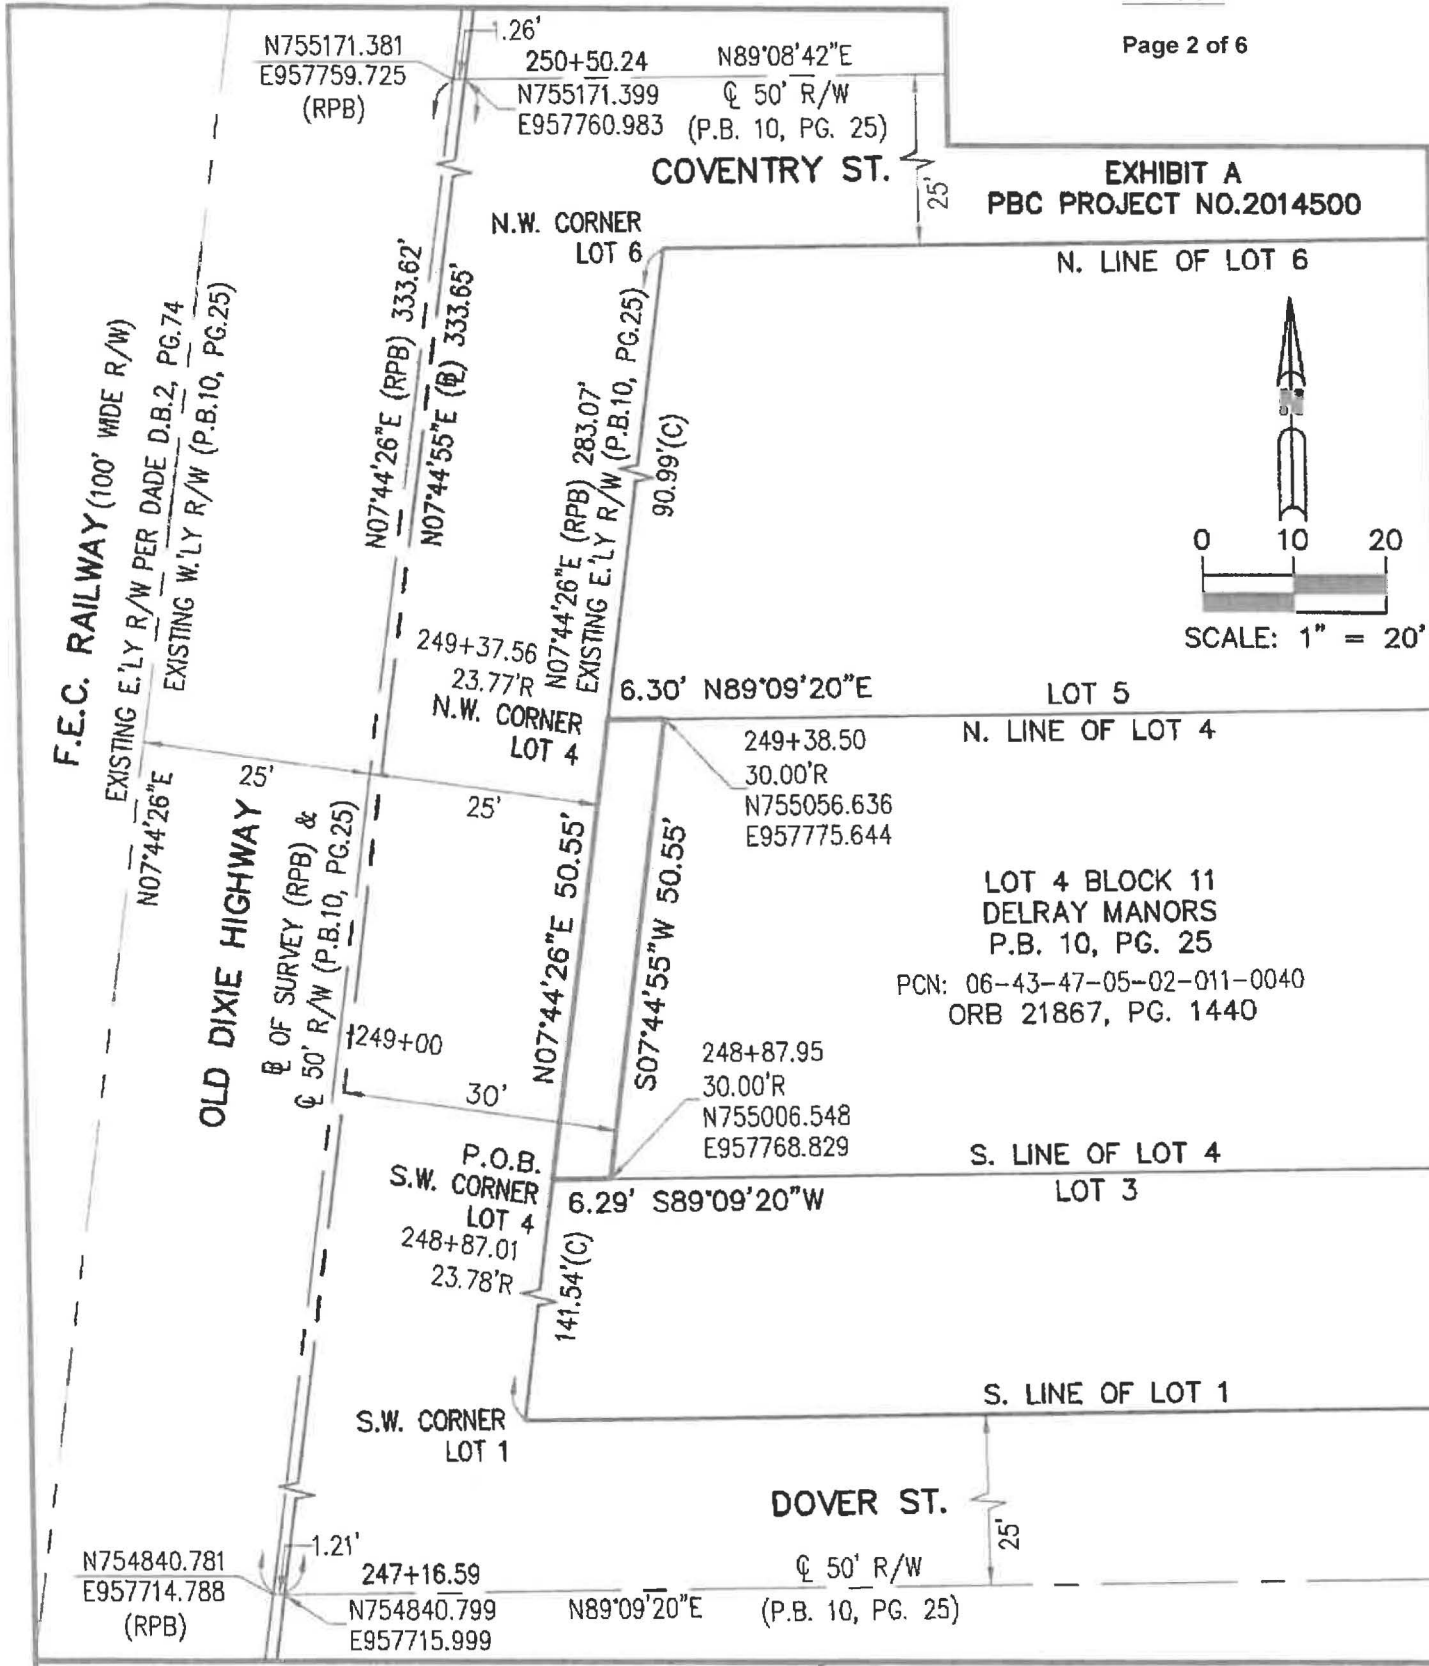 Page 2 of 6
N755171.381
E957759.725
(RPB)
1.26'
250+50.24
N755171.399
E957760.983
N89°08'42"E
℄ 50' R/W
(P.B. 10, PG. 25)
COVENTRY ST.
25'
EXHIBIT A
PBC PROJECT NO.2014500
N.W. CORNER
LOT 6
N. LINE OF LOT 6
F.E.C. RAILWAY (100' WIDE R/W)
EXISTING E.'LY R/W PER DADE D.B.2, PG.74
EXISTING W.'LY R/W (P.B.10, PG.25)
N07°44'26"E
N07°44'26"E (RPB) 333.62'
N07°44'55"E (BL) 333.65'
N07°44'26"E (RPB) 283.07'
EXISTING E.'LY R/W (P.B.10, PG.25)
90.99'(C)
N
0 10 20
SCALE: 1" = 20'
249+37.56
23.77'R
N.W. CORNER
LOT 4
6.30' N89°09'20"E
LOT 5
N. LINE OF LOT 4
249+38.50
30.00'R
N755056.636
E957775.644
25'
25'
OLD DIXIE HIGHWAY
BL OF SURVEY (RPB) &
℄ 50' R/W (P.B.10, PG.25)
249+00
30'
N07°44'26"E 50.55'
S07°44'55"W 50.55'
LOT 4 BLOCK 11
DELRAY MANORS
P.B. 10, PG. 25
PCN: 06-43-47-05-02-011-0040
ORB 21867, PG. 1440
248+87.95
30.00'R
N755006.548
E957768.829
P.O.B.
S.W. CORNER
LOT 4
248+87.01
23.78'R
6.29' S89°09'20"W
S. LINE OF LOT 4
LOT 3
141.54'(C)
S.W. CORNER
LOT 1
S. LINE OF LOT 1
DOVER ST.
25'
N754840.781
E957714.788
(RPB)
1.21'
247+16.59
N754840.799
E957715.999
N89°09'20"E
℄ 50' R/W
(P.B. 10, PG. 25)